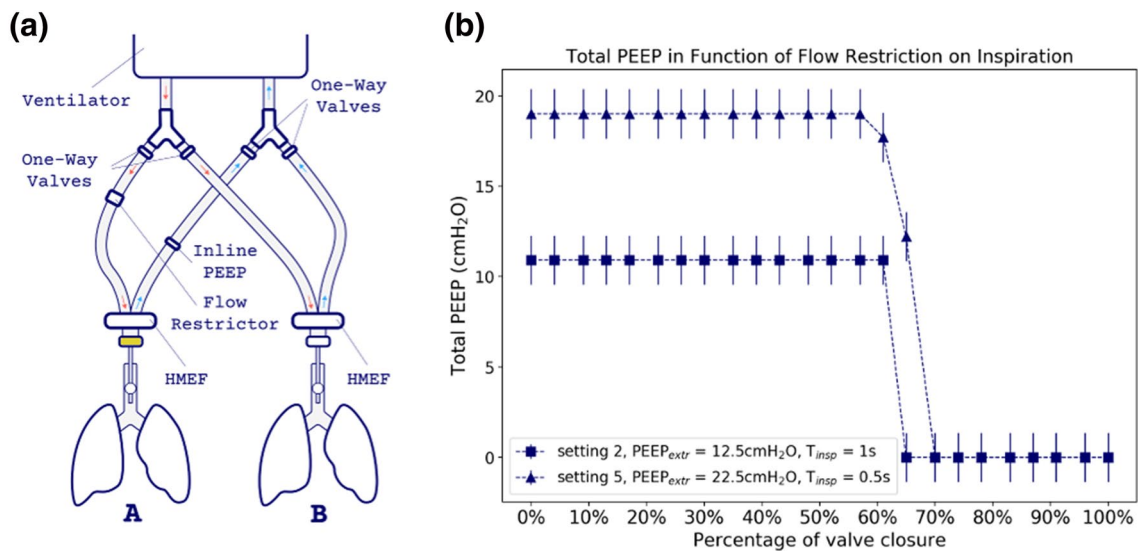 (a)
Ventilator
One-Way
Valves
One-Way
Valves
Inline
PEEP
Flow
Restrictor
HMEF
HMEF
A
B
(b)
Total PEEP in Function of Flow Restriction on Inspiration
Total PEEP (cmH₂O)
20
15
10
5
0
setting 2, PEEPₑₓₜᵣ = 12.5cmH₂O, Tᵢₙₛₚ = 1s
setting 5, PEEPₑₓₜᵣ = 22.5cmH₂O, Tᵢₙₛₚ = 0.5s
0% 10% 20% 30% 40% 50% 60% 70% 80% 90% 100%
Percentage of valve closure